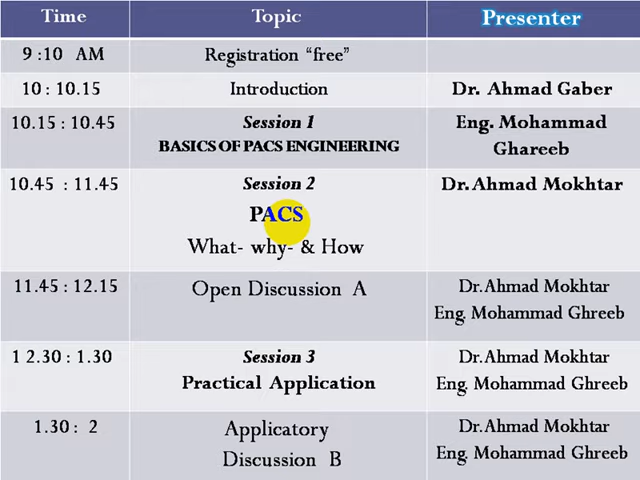 Time Topic Presenter
9 :10 AM Registration “free”
10 : 10.15 Introduction Dr. Ahmad Gaber
10.15 : 10.45 Session 1 Eng. Mohammad
BASICS OF PACS ENGINEERING Ghareeb
10.45 : 11.45 Session 2 Dr. Ahmad Mokhtar
PACS
What- why- & How
11.45 : 12.15 Open Discussion A Dr. Ahmad Mokhtar
Eng. Mohammad Ghreeb
1 2.30 : 1.30 Session 3 Dr. Ahmad Mokhtar
Practical Application Eng. Mohammad Ghreeb
1.30 : 2 Applicatory Dr. Ahmad Mokhtar
Discussion B Eng. Mohammad Ghreeb